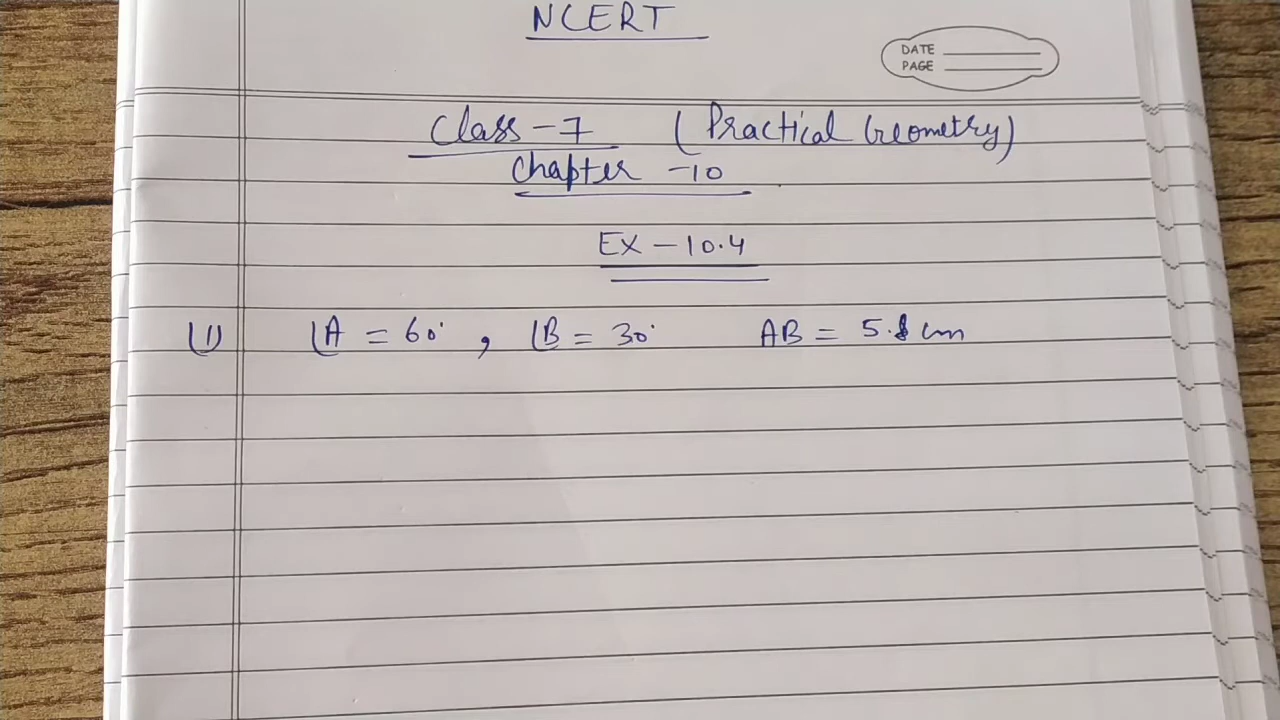 NCERT
DATE
PAGE
Class-7 (Practical Geometry)
Chapter -10
EX - 10.4
(1) ∠A = 60° , ∠B = 30° AB = 5.8 cm